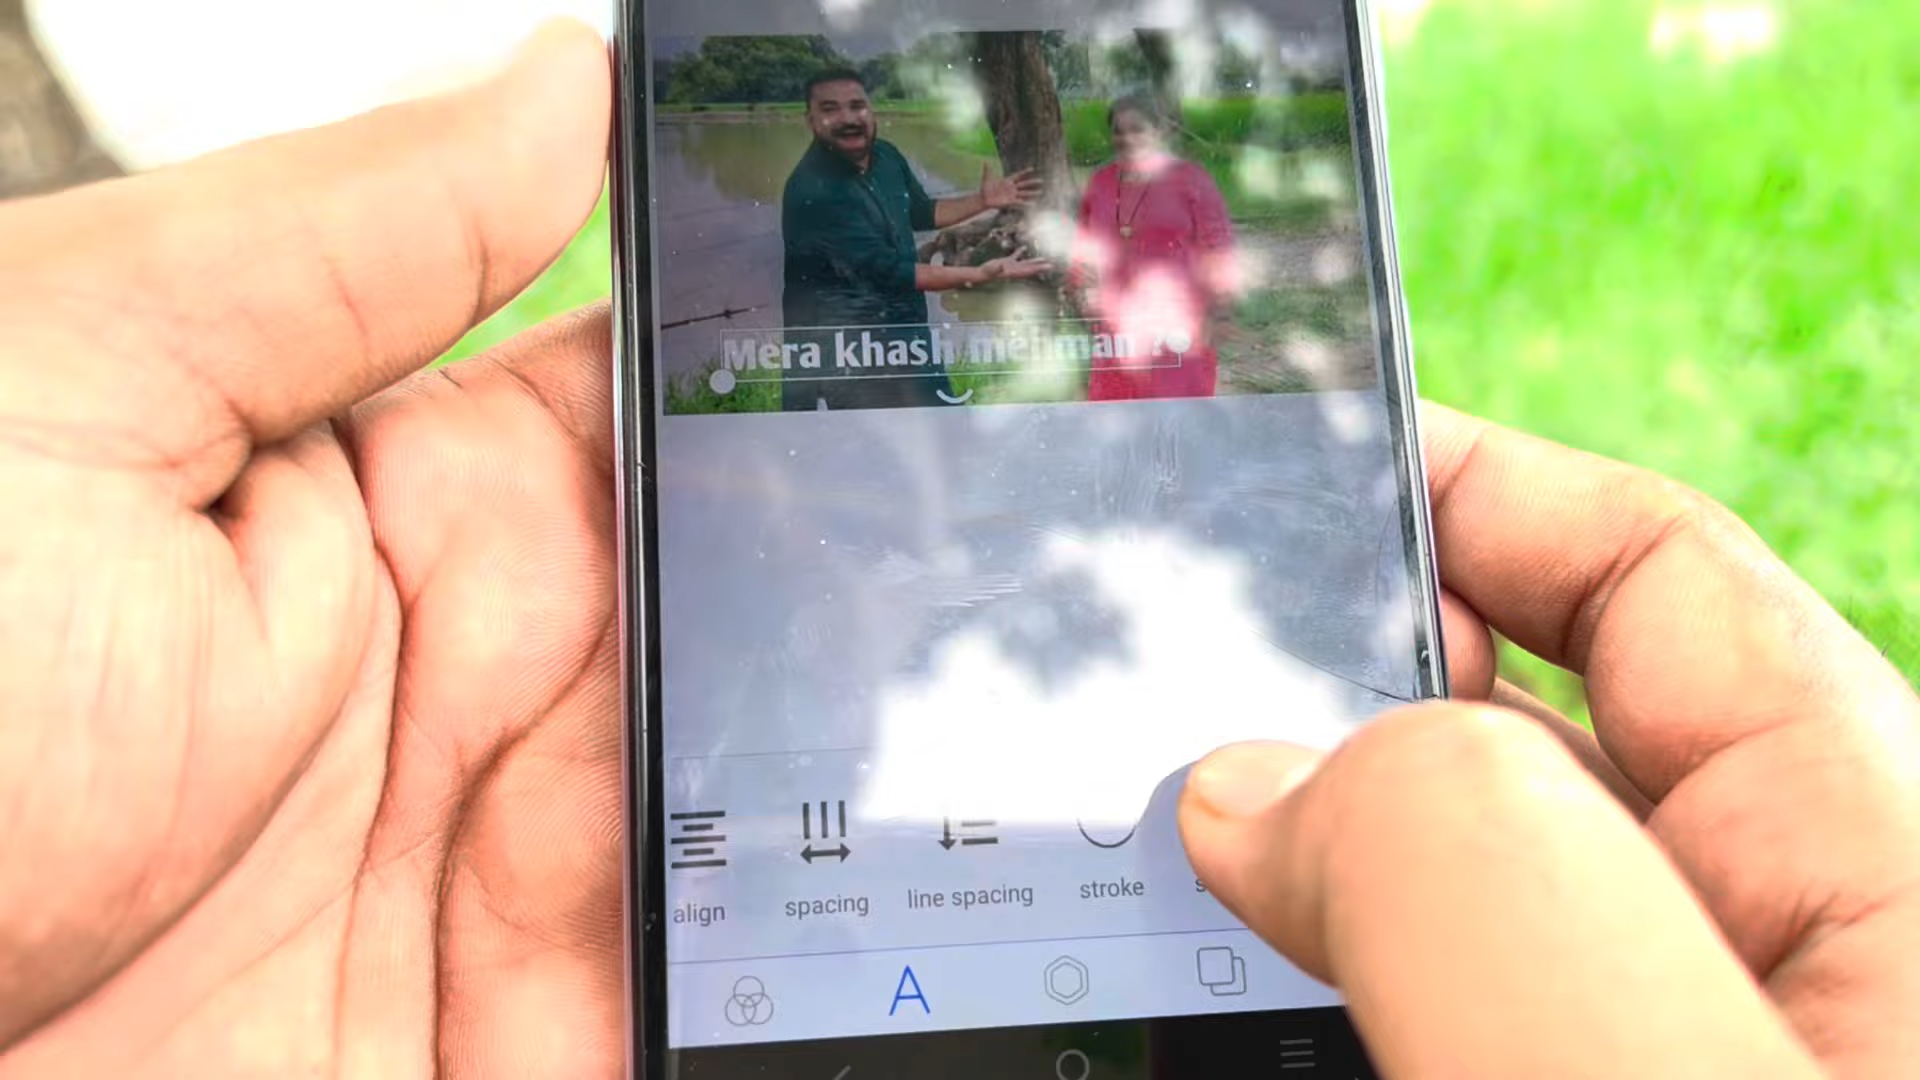 Mera khash mehman ?
align
spacing
line spacing
stroke